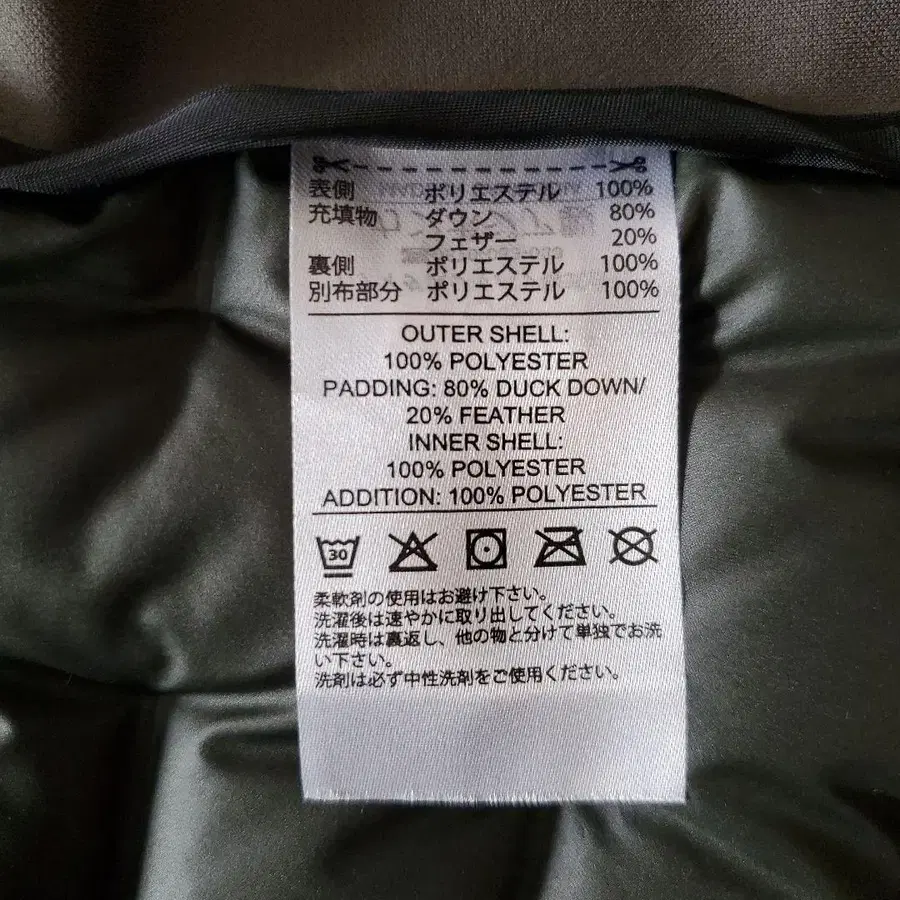 表側 ポリエステル 100%
充填物 ダウン 80%
フェザー 20%
裏側 ポリエステル 100%
別布部分 ポリエステル 100%
OUTER SHELL:
100% POLYESTER
PADDING: 80% DUCK DOWN/
20% FEATHER
INNER SHELL:
100% POLYESTER
ADDITION: 100% POLYESTER
30
柔軟剤の使用はお避け下さい。
洗濯後は速やかに取り出してください。
洗濯時は裏返し、他の物と分けて単独でお洗
い下さい。
洗剤は必ず中性洗剤をご使用ください。